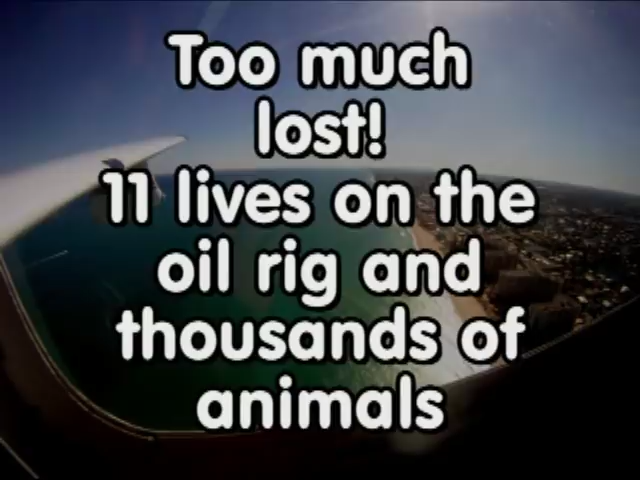 Too much
lost!
11 lives on the
oil rig and
thousands of
animals